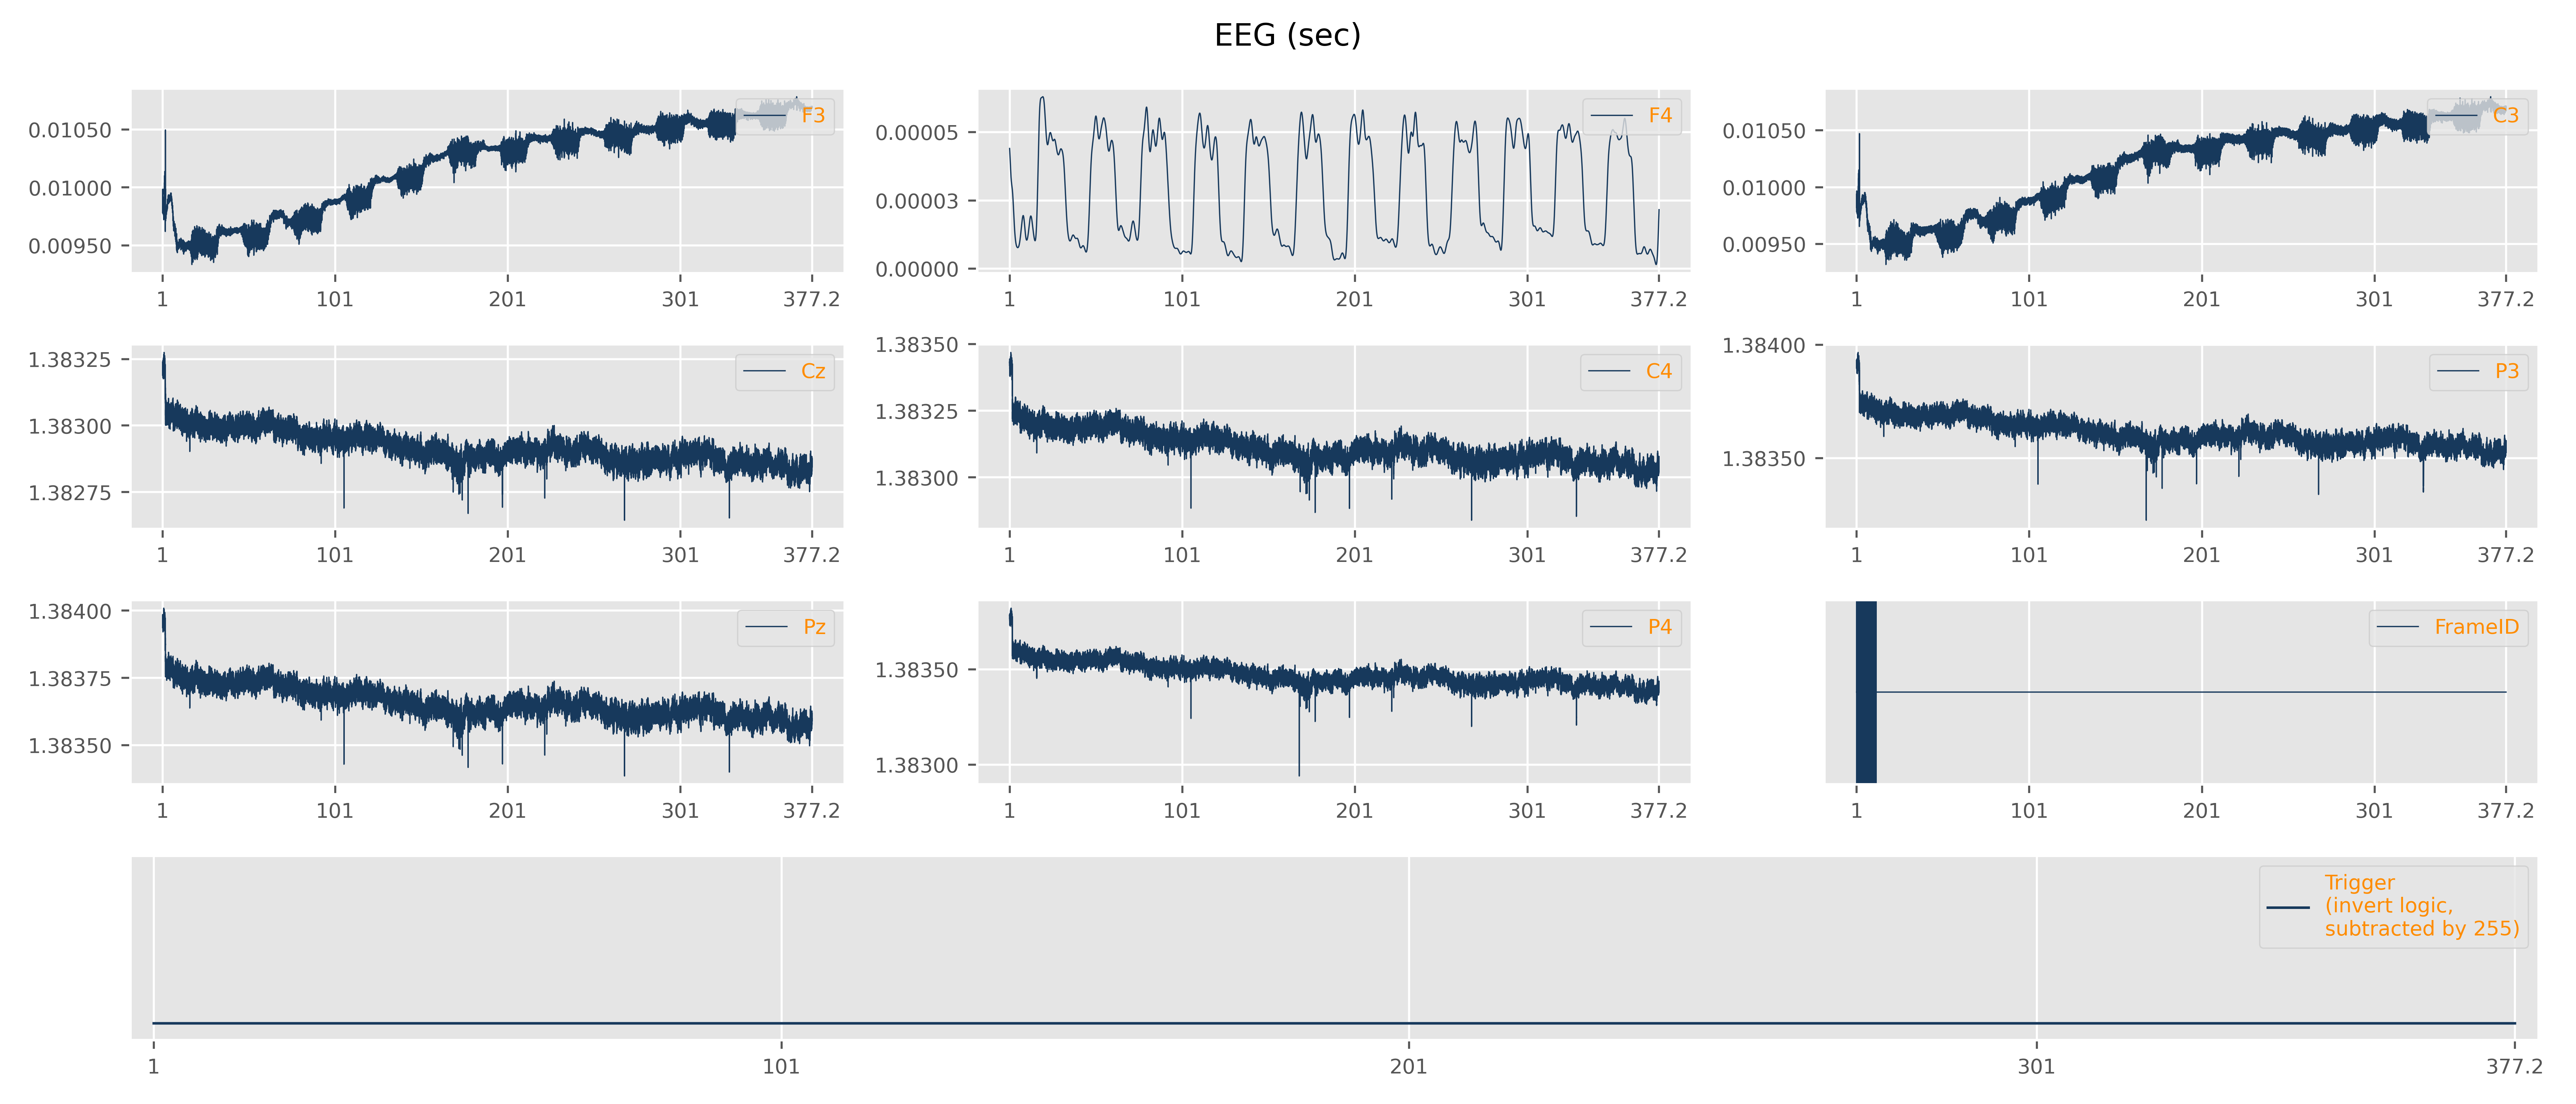 EEG (sec)
0.01050
0.01000
0.00950
F3
1 101 201 301 377.2
0.00005
0.00003
0.00000
F4
1 101 201 301 377.2
0.01050
0.01000
0.00950
C3
1 101 201 301 377.2
1.38325
1.38300
1.38275
Cz
1 101 201 301 377.2
1.38350
1.38325
1.38300
C4
1 101 201 301 377.2
1.38400
1.38350
P3
1 101 201 301 377.2
1.38400
1.38375
1.38350
Pz
1 101 201 301 377.2
1.38350
1.38300
P4
1 101 201 301 377.2
FrameID
1 101 201 301 377.2
Trigger
(invert logic,
subtracted by 255)
1 101 201 301 377.2